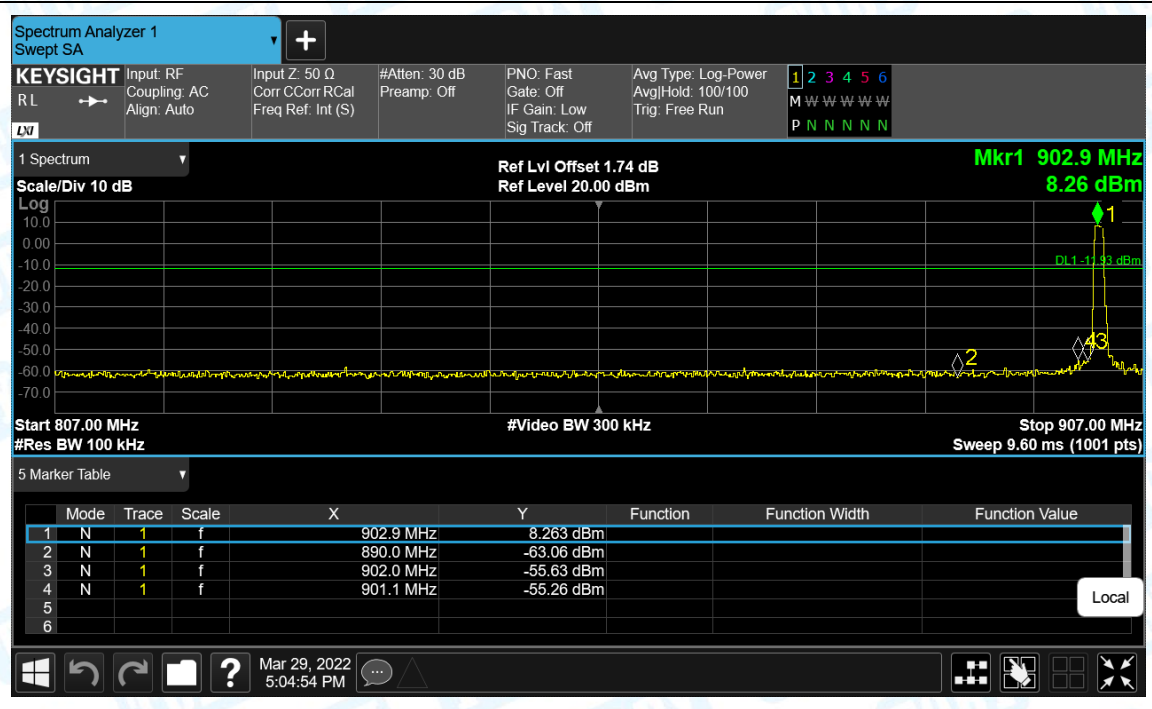 Spectrum Analyzer 1
Swept SA
KEYSIGHT Input: RF Input Z: 50 Ω #Atten: 30 dB PNO: Fast Avg Type: Log-Power 1 2 3 4 5 6
RL Coupling: AC Corr CCorr RCal Preamp: Off Gate: Off Avg|Hold: 100/100 M W W W W W
Align: Auto Freq Ref: Int (S) IF Gain: Low Trig: Free Run
LXI Sig Track: Off P N N N N N
1 Spectrum Ref Lvl Offset 1.74 dB Mkr1 902.9 MHz
Scale/Div 10 dB Ref Level 20.00 dBm 8.26 dBm
Log
1
10.0
0.00
-10.0 DL1 -11.93 dBm
-20.0
-30.0
-40.0
-50.0 43
-60.0 2
-70.0
Start 807.00 MHz #Video BW 300 kHz Stop 907.00 MHz
#Res BW 100 kHz Sweep 9.60 ms (1001 pts)
5 Marker Table
Mode Trace Scale X Y Function Function Width Function Value
1 N 1 f 902.9 MHz 8.263 dBm
2 N 1 f 890.0 MHz -63.06 dBm
3 N 1 f 902.0 MHz -55.63 dBm
4 N 1 f 901.1 MHz -55.26 dBm
5
6
Local
? Mar 29, 2022
5:04:54 PM